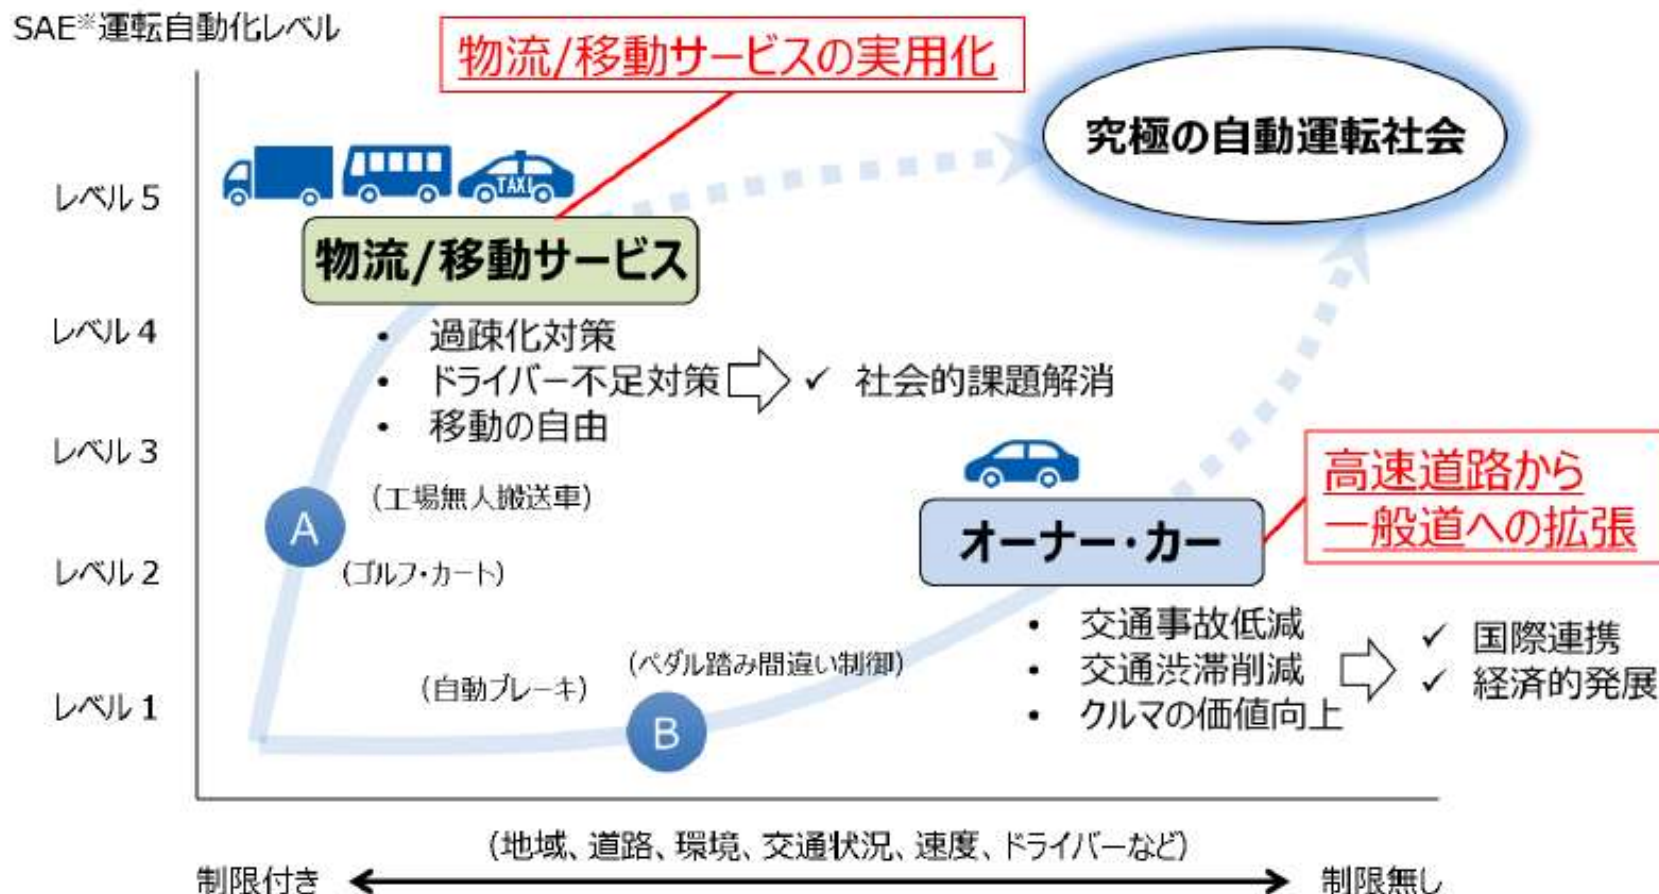 SAE※運転自動化レベル
物流/移動サービスの実用化
究極の自動運転社会
レベル5
TAXI
物流/移動サービス
レベル4
• 過疎化対策
• ドライバー不足対策
• 移動の自由
✓ 社会的課題解消
レベル3
高速道路から
一般道への拡張
(工場無人搬送車)
A
オーナー・カー
レベル2
(ゴルフ・カート)
• 交通事故低減
• 交通渋滞削減
• クルマの価値向上
✓ 国際連携
✓ 経済的発展
(ペダル踏み間違い制御)
(自動ブレーキ)
レベル1
B
(地域、道路、環境、交通状況、速度、ドライバーなど)
制限付き
制限無し